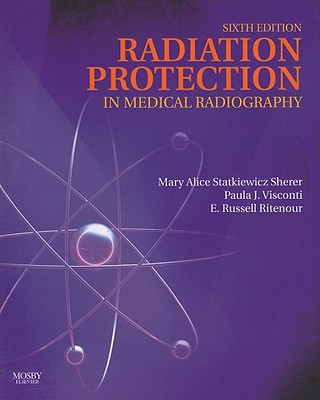 SIXTH EDITION
RADIATION
PROTECTION
IN MEDICAL RADIOGRAPHY
Mary Alice Statkiewicz Sherer
Paula J. Visconti
E. Russell Ritenour
MOSBY
ELSEVIER